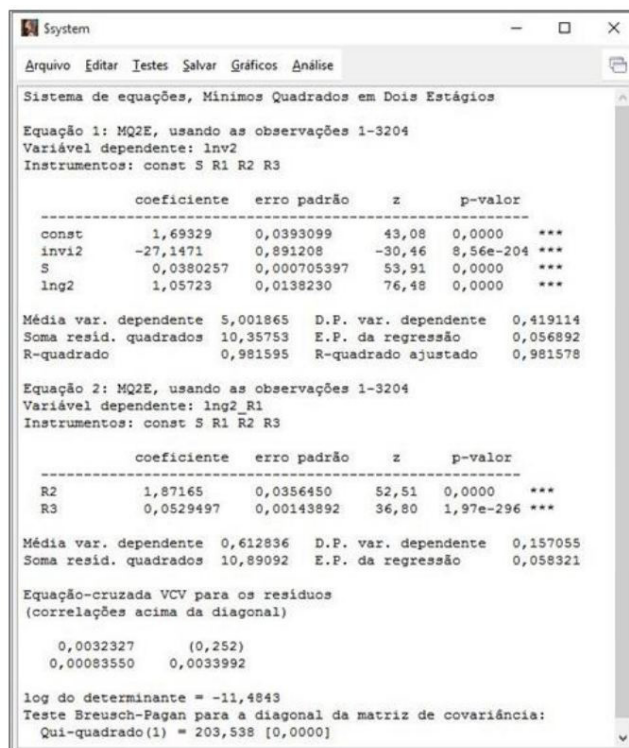 $system
Arquivo Editar Testes Salvar Gráficos Análise
Sistema de equações, Mínimos Quadrados em Dois Estágios
Equação 1: MQ2E, usando as observações 1-3204
Variável dependente: lnv2
Instrumentos: const S R1 R2 R3
coeficiente erro padrão z p-valor
const 1,69329 0,0393099 43,08 0,0000 ***
invi2 -27,1471 0,891208 -30,46 8,56e-204 ***
S 0,0380257 0,000705397 53,91 0,0000 ***
lng2 1,05723 0,0138230 76,48 0,0000 ***
Média var. dependente 5,001865 D.P. var. dependente 0,419114
Soma resíd. quadrados 10,35753 E.P. da regressão 0,056892
R-quadrado 0,981595 R-quadrado ajustado 0,981578
Equação 2: MQ2E, usando as observações 1-3204
Variável dependente: lng2_R1
Instrumentos: const S R1 R2 R3
coeficiente erro padrão z p-valor
R2 1,87165 0,0356450 52,51 0,0000 ***
R3 0,0529497 0,00143892 36,80 1,97e-296 ***
Média var. dependente 0,612836 D.P. var. dependente 0,157055
Soma resíd. quadrados 10,89092 E.P. da regressão 0,058321
Equação-cruzada VCV para os resíduos
(correlações acima da diagonal)
0,0032327 (0,252)
0,00083550 0,0033992
log do determinante = -11,4843
Teste Breusch-Pagan para a diagonal da matriz de covariância:
Qui-quadrado(1) = 203,538 [0,0000]